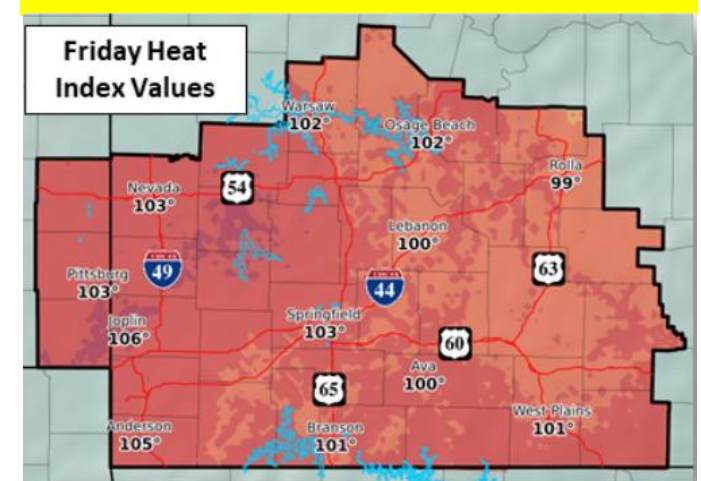 Friday Heat
Index Values
Warsaw
102°
Osage Beach
102°
Rolla
99°
Nevada
103°
54
Lebanon
100°
63
49
Pittsburg
103°
44
Joplin
106°
Springfield
103°
60
Ava
100°
65
West Plains
101°
Anderson
105°
Branson
101°